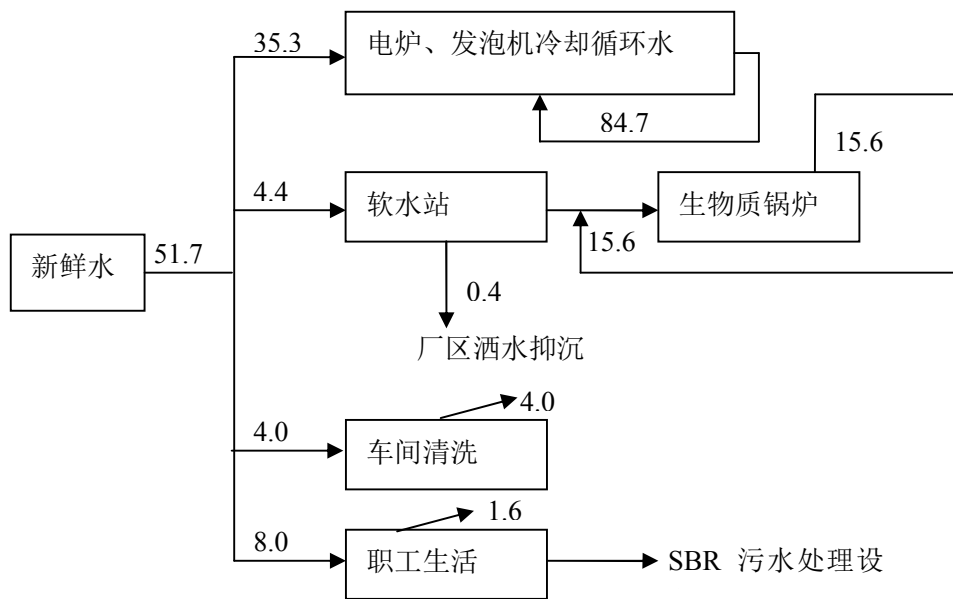 35.3
电炉、发泡机冷却循环水
84.7
15.6
4.4
软水站
生物质锅炉
15.6
新鲜水
51.7
0.4
厂区洒水抑沉
4.0
4.0
车间清洗
1.6
8.0
职工生活
SBR 污水处理设